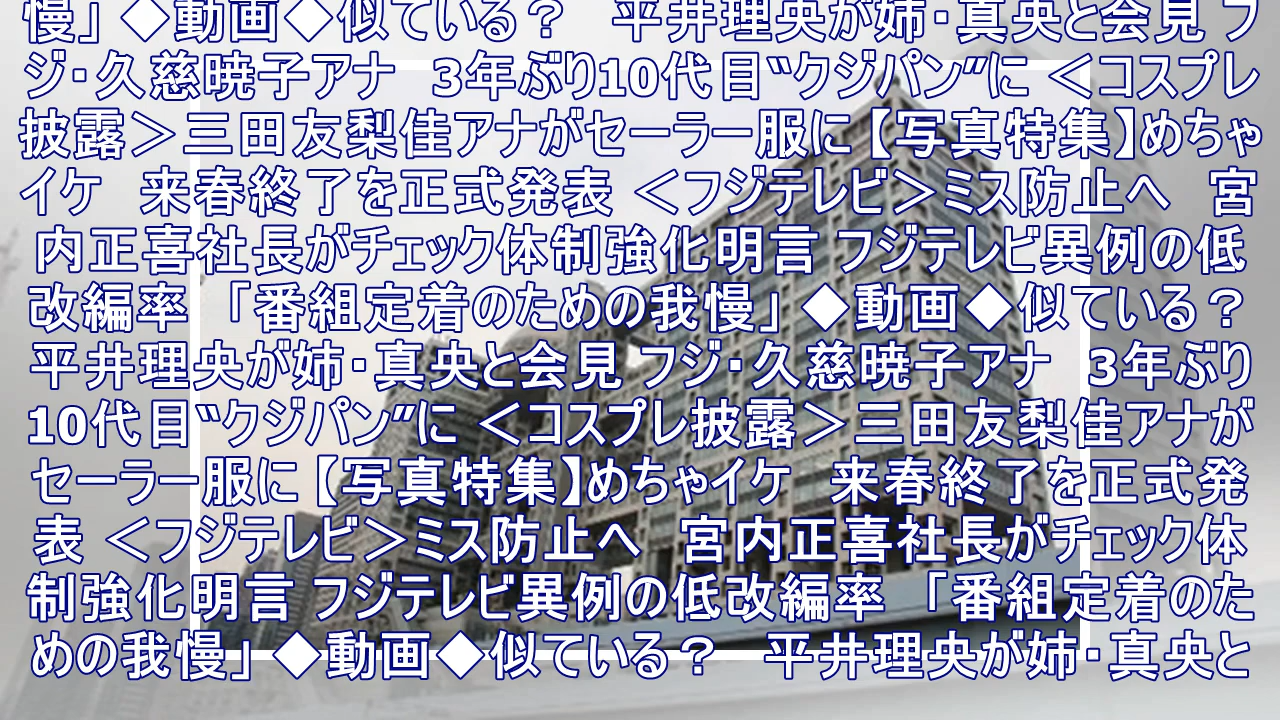 慢」 ◆動画◆似ている？　平井理央が姉・真央と会見 フ
ジ・久慈暁子アナ　3年ぶり10代目“クジパン”に ＜コスプレ
披露＞三田友梨佳アナがセーラー服に【写真特集】めちゃ
イケ　来春終了を正式発表 ＜フジテレビ＞ミス防止へ　宮
内正喜社長がチェック体制強化明言 フジテレビ異例の低
改編率　「番組定着のための我慢」 ◆動画◆似ている？
平井理央が姉・真央と会見 フジ・久慈暁子アナ　3年ぶり
10代目“クジパン”に ＜コスプレ披露＞三田友梨佳アナが
セーラー服に【写真特集】めちゃイケ　来春終了を正式発
表 ＜フジテレビ＞ミス防止へ　宮内正喜社長がチェック体
制強化明言 フジテレビ異例の低改編率　「番組定着のた
めの我慢」 ◆動画◆似ている？　平井理央が姉・真央と